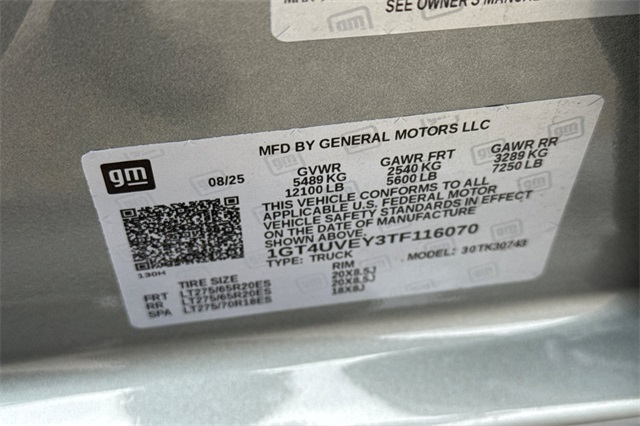 SEE OWNER'S MANUAL
MFD BY GENERAL MOTORS LLC
gm
08/25
GVWR GAWR FRT GAWR RR
5489 KG 2540 KG 3289 KG
12100 LB 5600 LB 7250 LB
THIS VEHICLE CONFORMS TO ALL
APPLICABLE U.S. FEDERAL MOTOR
VEHICLE SAFETY STANDARDS IN EFFECT
ON THE DATE OF MANUFACTURE
SHOWN ABOVE.
1GT4UVEY3TF116070
TYPE: TRUCK MODEL: 30TK30743
130H
TIRE SIZE RIM
FRT LT275/65R20ES 20X8.5J
RR LT275/65R20ES 20X8.5J
SPA LT275/70R18ES 18X8J